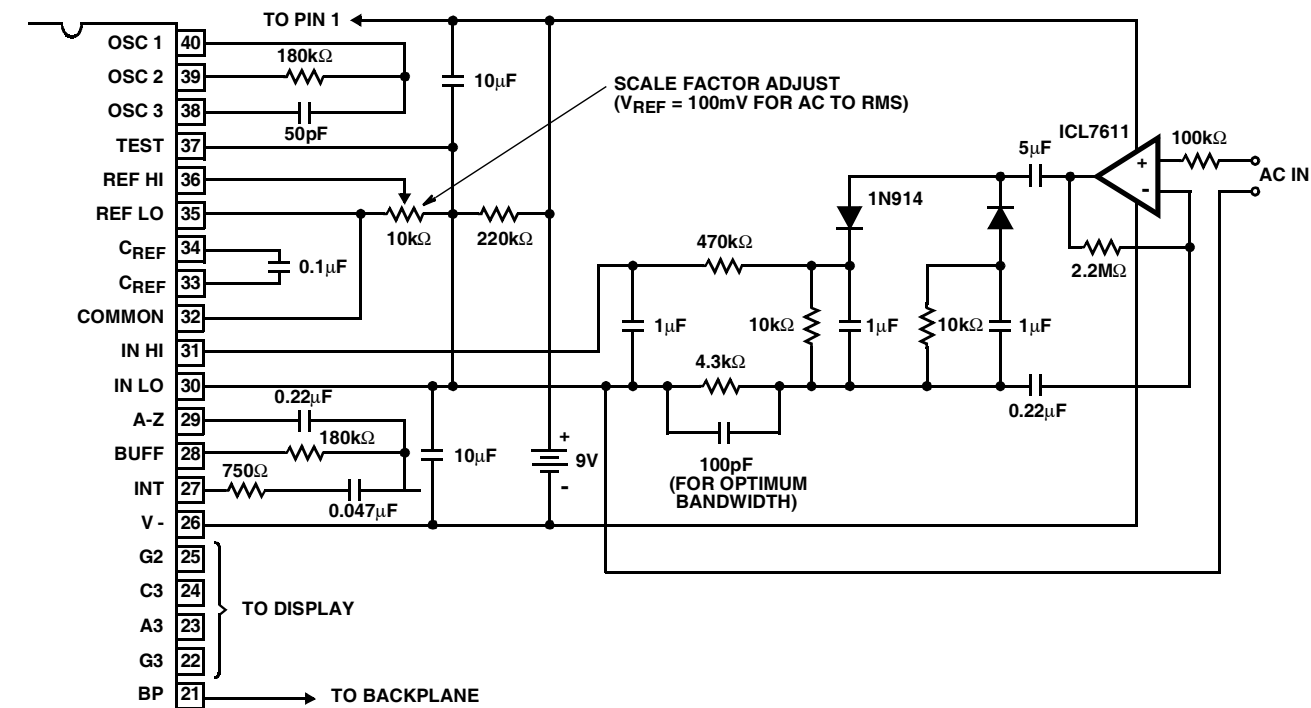 TO PIN 1
OSC 1 40
180kΩ
OSC 2 39
10μF
SCALE FACTOR ADJUST
(VREF = 100mV FOR AC TO RMS)
OSC 3 38
50pF
TEST 37
ICL7611
100kΩ
5μF
+
-
AC IN
REF HI 36
1N914
REF LO 35
10kΩ
220kΩ
470kΩ
2.2MΩ
CREF 34
0.1μF
CREF 33
COMMON 32
1μF
10kΩ
1μF
10kΩ
1μF
IN HI 31
4.3kΩ
IN LO 30
0.22μF
0.22μF
A-Z 29
180kΩ
BUFF 28
10μF
+
9V
-
100pF
(FOR OPTIMUM
BANDWIDTH)
750Ω
INT 27
0.047μF
V - 26
G2 25
C3 24
TO DISPLAY
A3 23
G3 22
BP 21
TO BACKPLANE